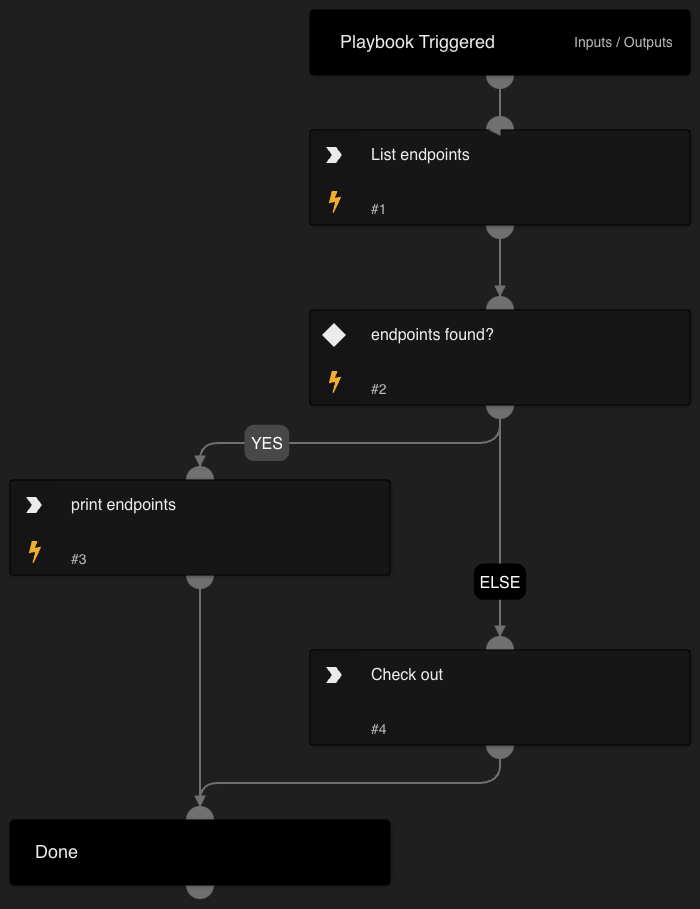 Playbook Triggered
Inputs / Outputs
List endpoints
#1
endpoints found?
#2
YES
print endpoints
#3
ELSE
Check out
#4
Done